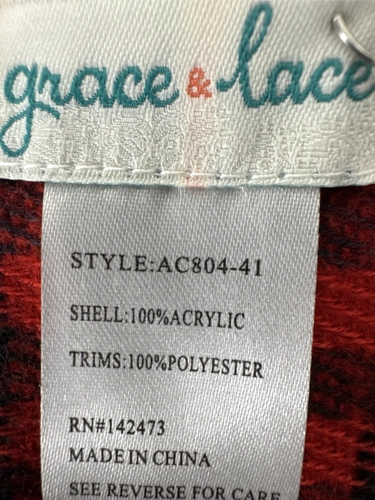 grace & lace
STYLE:AC804-41
SHELL:100%ACRYLIC
TRIMS:100%POLYESTER
RN#142473
MADE IN CHINA
SEE REVERSE FOR CARE